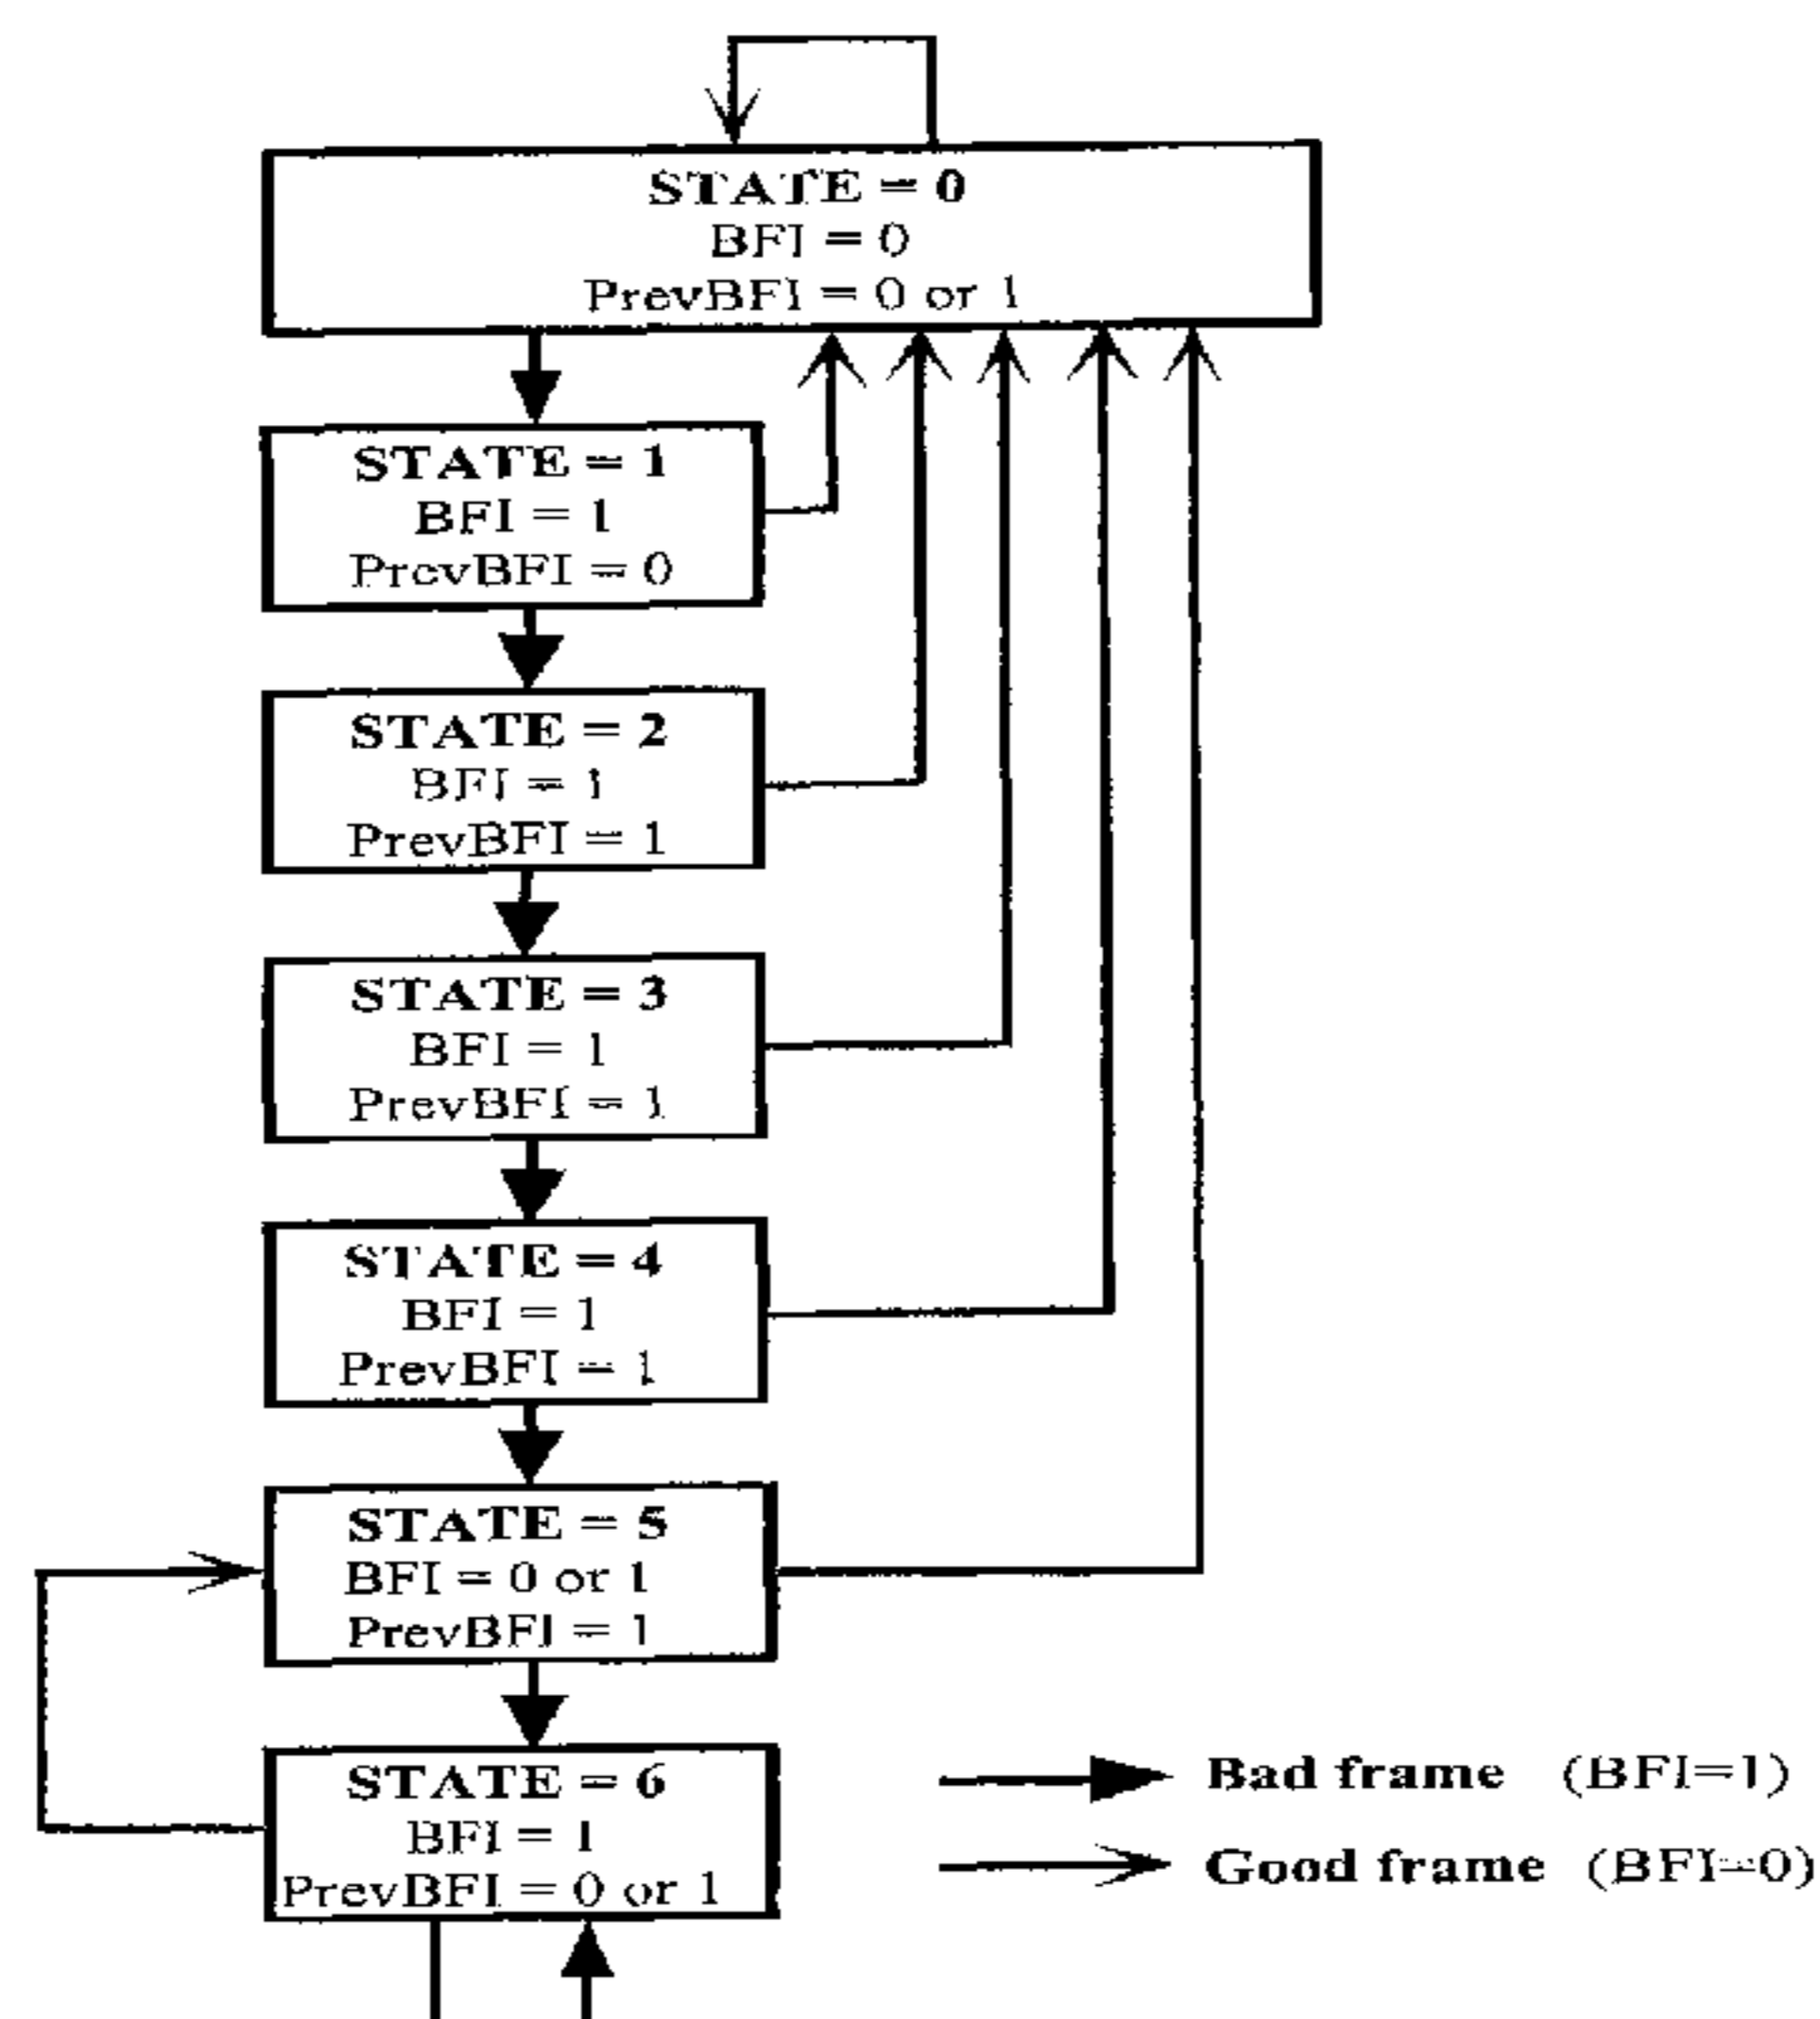 STATE = 0
BFI = 0
PrevBFI = 0 or 1
STATE = 1
BFI = 1
PrevBFI = 0
STATE = 2
BFI = 1
PrevBFI = 1
STATE = 3
BFI = 1
PrevBFI = 1
STATE = 4
BFI = 1
PrevBFI = 1
STATE = 5
BFI = 0 or 1
PrevBFI = 1
STATE = 6
BFI = 1
PrevBFI = 0 or 1
Bad frame (BFI=1)
Good frame (BFI=0)